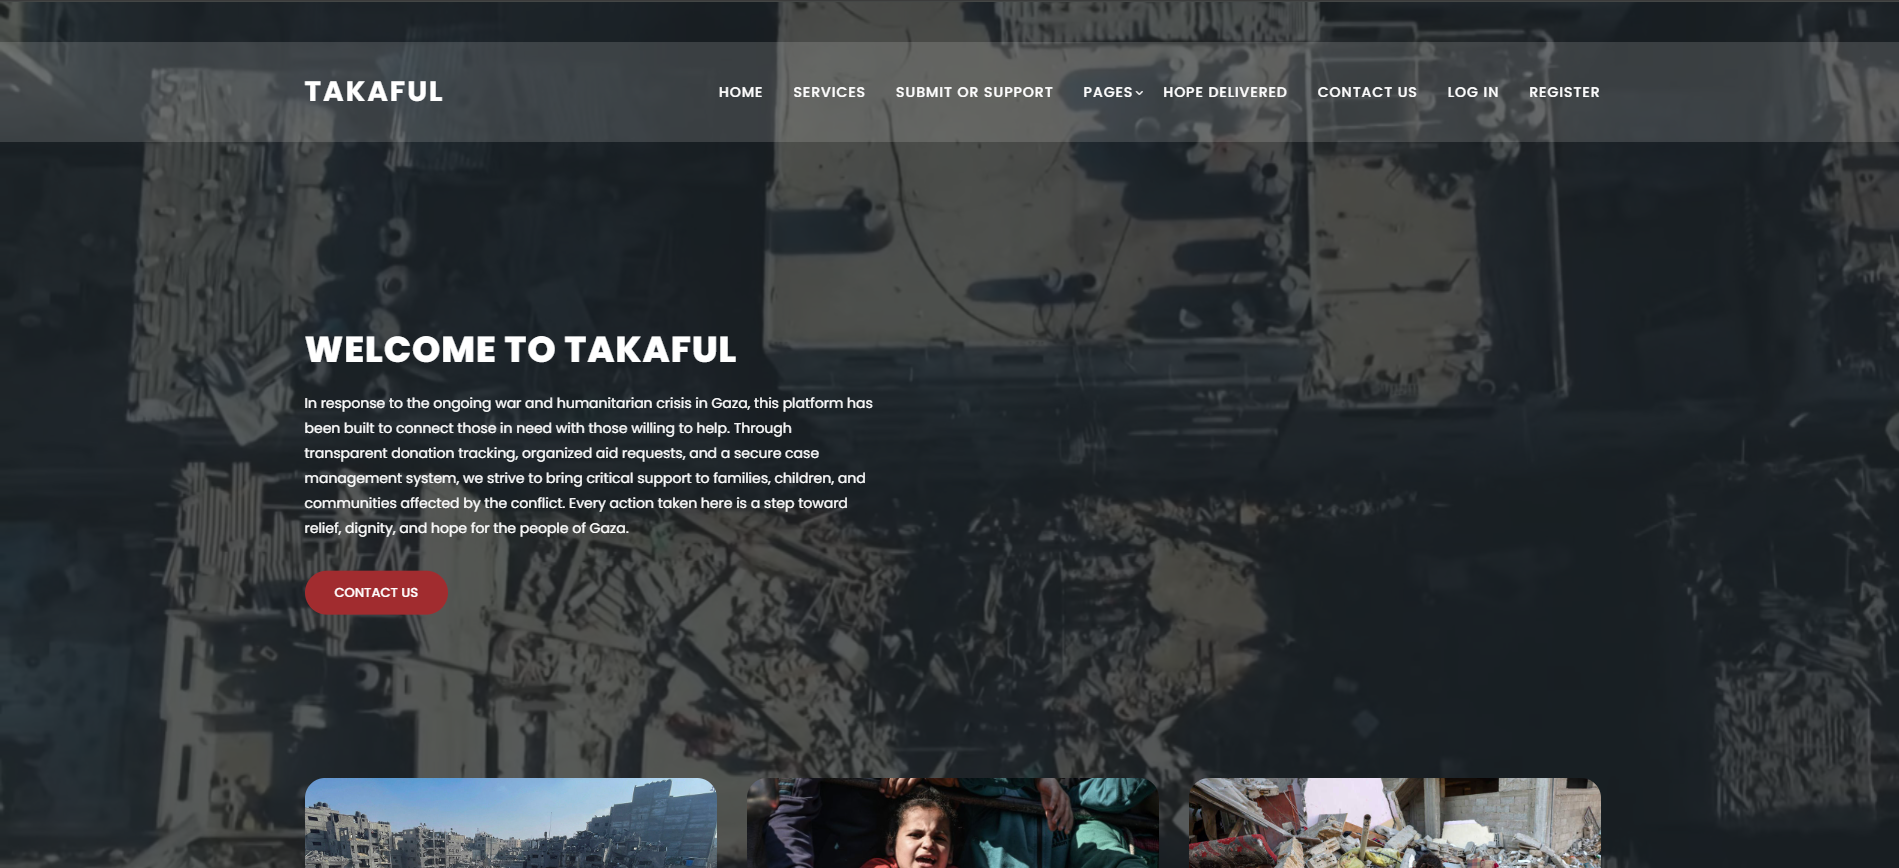 TAKAFUL
HOME SERVICES SUBMIT OR SUPPORT PAGES HOPE DELIVERED CONTACT US LOG IN REGISTER
WELCOME TO TAKAFUL
In response to the ongoing war and humanitarian crisis in Gaza, this platform has
been built to connect those in need with those willing to help. Through
transparent donation tracking, organized aid requests, and a secure case
management system, we strive to bring critical support to families, children, and
communities affected by the conflict. Every action taken here is a step toward
relief, dignity, and hope for the people of Gaza.
CONTACT US